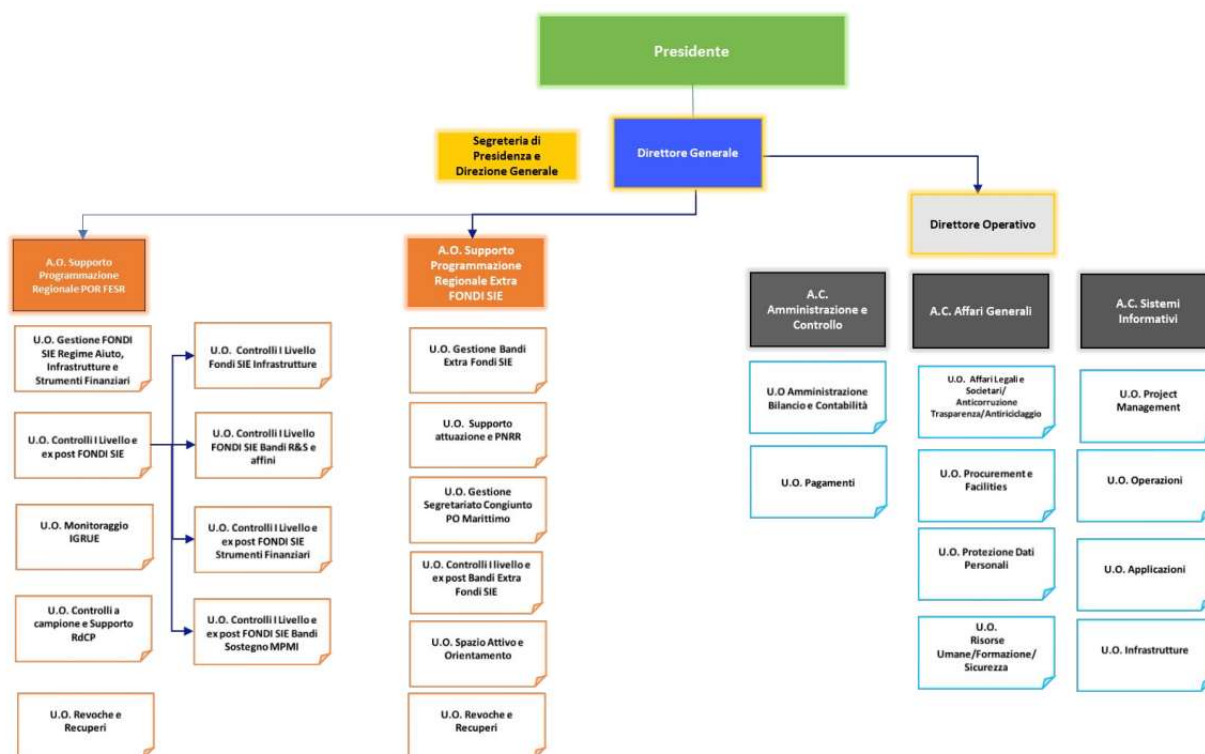 Presidente
Segreteria di
Presidenza e
Direzione Generale
Direttore Generale
Direttore Operativo
A.O. Supporto
Programmazione
Regionale POR FESR
A.O. Supporto
Programmazione
Regionale Extra
FONDI SIE
A.C.
Amministrazione e
Controllo
A.C. Affari Generali
A.C. Sistemi
Informativi
U.O. Gestione FONDI
SIE Regime Aiuto,
Infrastrutture e
Strumenti Finanziari
U.O. Controlli I Livello e
ex post FONDI SIE
U.O. Monitoraggio
IGRUE
U.O. Controlli a
campione e Supporto
RdCP
U.O. Revoche e
Recuperi
U.O. Controlli I Livello
Fondi SIE Infrastrutture
U.O. Controlli I Livello
FONDI SIE Bandi R&S e
affini
U.O. Controlli I Livello e
ex post FONDI SIE
Strumenti Finanziari
U.O. Controlli I Livello e
ex post FONDI SIE Bandi
Sostegno MPMI
U.O. Gestione Bandi
Extra Fondi SIE
U.O. Supporto
attuazione e PNRR
U.O. Gestione
Segretariato Congiunto
PO Marittimo
U.O. Controlli I livello e
ex post Bandi Extra
Fondi SIE
U.O. Spazio Attivo e
Orientamento
U.O. Revoche e
Recuperi
U.O Amministrazione
Bilancio e Contabilità
U.O. Pagamenti
U.O. Affari Legali e
Societari/
Anticorruzione
Trasparenza/Antiriciclaggio
U.O. Procurement e
Facilities
U.O. Protezione Dati
Personali
U.O.
Risorse
Umane/Formazione/
Sicurezza
U.O. Project
Management
U.O. Operazioni
U.O. Applicazioni
U.O. Infrastrutture